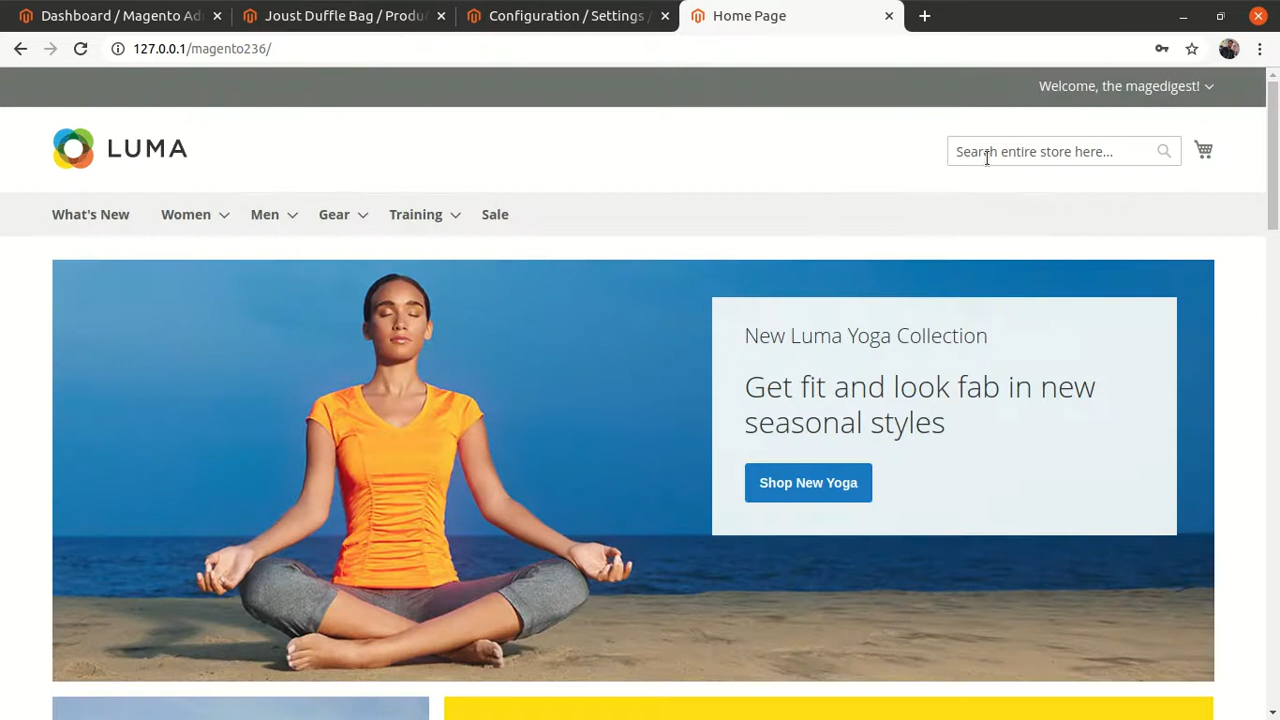 Dashboard / Magento Ad
Joust Duffle Bag / Produ
Configuration / Settings /
Home Page
127.0.0.1/magento236/
Welcome, the magedigest!
LUMA
Search entire store here...
What's New
Women
Men
Gear
Training
Sale
New Luma Yoga Collection
Get fit and look fab in new
seasonal styles
Shop New Yoga